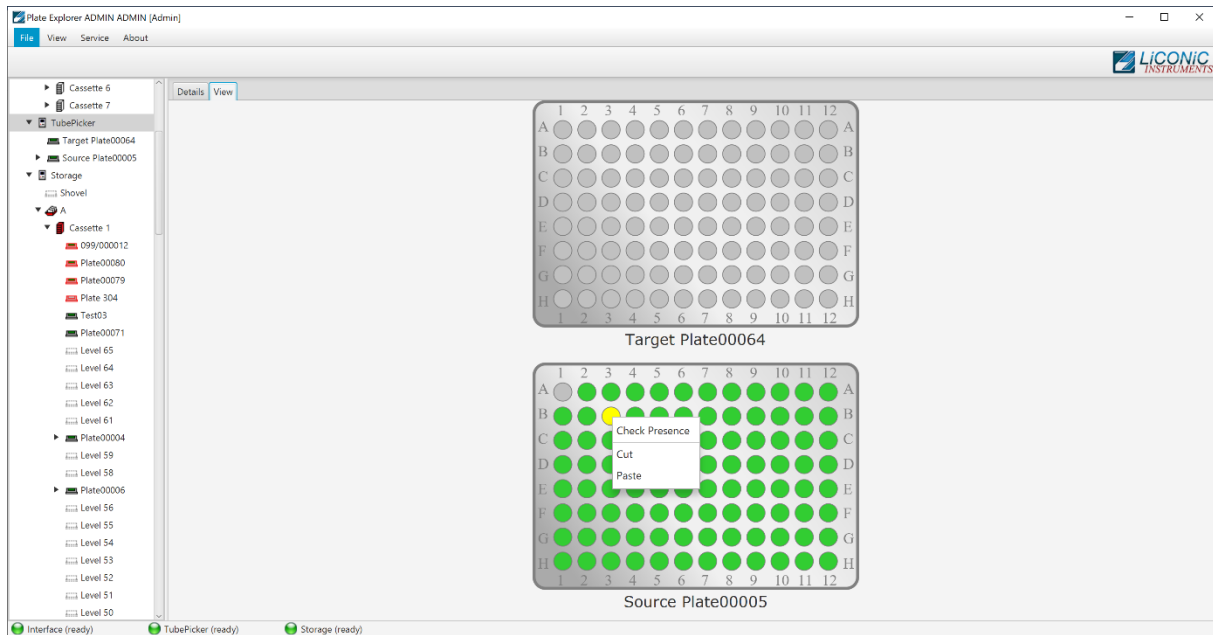 Plate Explorer ADMIN ADMIN [Admin]
File View Service About
LiCONiC
INSTRUMENTS
Cassette 6
Cassette 7
TubePicker
Target Plate00064
Source Plate00005
Storage
Shovel
A
Cassette 1
099/000012
Plate00080
Plate00079
Plate 304
Test03
Plate00071
Level 65
Level 64
Level 63
Level 62
Level 61
Plate00004
Level 59
Level 58
Plate00006
Level 56
Level 55
Level 54
Level 53
Level 52
Level 51
Level 50
Details View
1 2 3 4 5 6 7 8 9 10 11 12
A A
B B
C C
D D
E E
F F
G G
H H
1 2 3 4 5 6 7 8 9 10 11 12
Target Plate00064
1 2 3 4 5 6 7 8 9 10 11 12
A A
B B
Check Presence
C C
Cut
D D
Paste
E E
F F
G G
H H
1 2 3 4 5 6 7 8 9 10 11 12
Source Plate00005
Interface (ready) TubePicker (ready) Storage (ready)